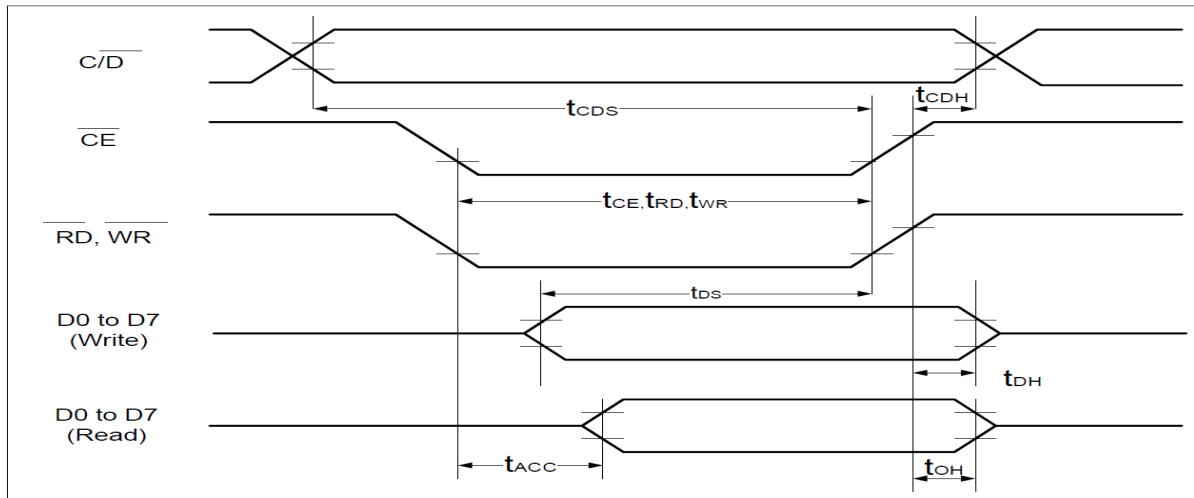 C/D
tCDS
tCDH
CE
tCE,tRD,tWR
RD, WR
tDS
D0 to D7
(Write)
tDH
D0 to D7
(Read)
tACC
tOH